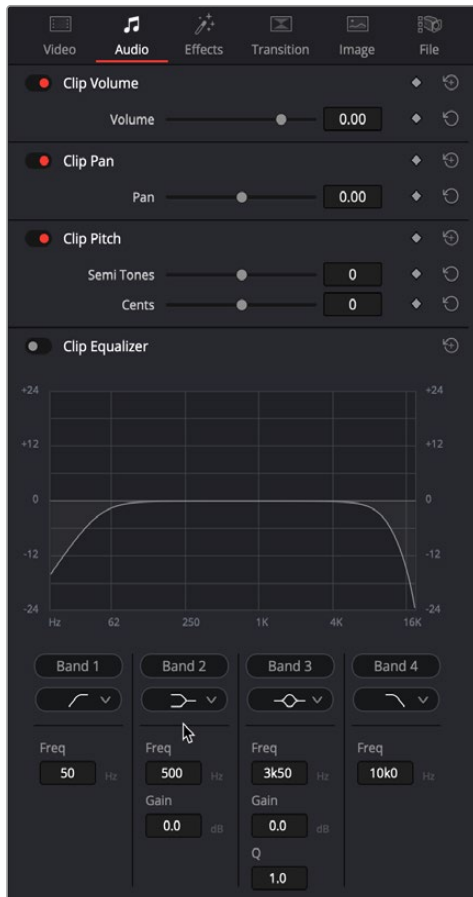 Video Audio Effects Transition Image File
Clip Volume
Volume 0.00
Clip Pan
Pan 0.00
Clip Pitch
Semi Tones 0
Cents 0
Clip Equalizer
+24 +24
+12 +12
0 0
-12 -12
-24 -24
Hz 62 250 1K 4K 16K
Band 1 Band 2 Band 3 Band 4
Freq Freq Freq Freq
50 Hz 500 Hz 3k50 Hz 10k0 Hz
Gain Gain
0.0 dB 0.0 dB
Q
1.0